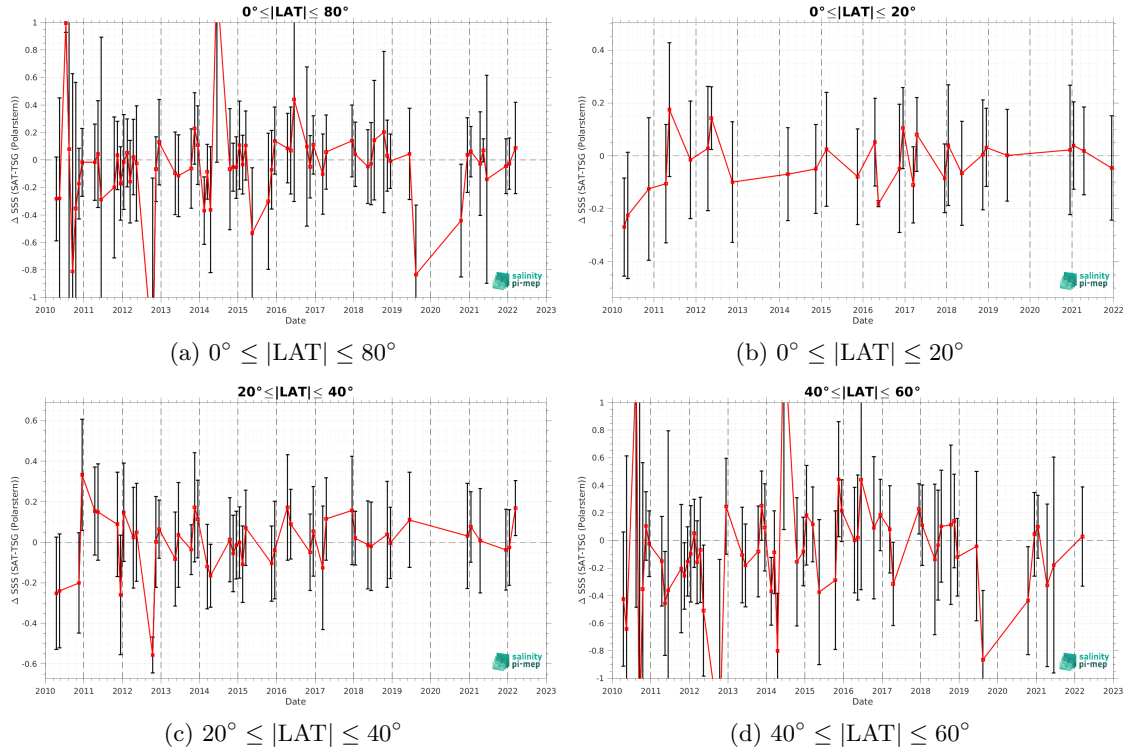 0°≤|LAT|≤ 80°
Δ SSS (SAT-TSG (Polarstern))
1
0.8
0.6
0.4
0.2
0
-0.2
-0.4
-0.6
-0.8
-1
2010 2011 2012 2013 2014 2015 2016 2017 2018 2019 2020 2021 2022 2023
Date
salinity
pi-mep
(a) 0° ≤ |LAT| ≤ 80°
0°≤|LAT|≤ 20°
Δ SSS (SAT-TSG (Polarstern))
0.4
0.2
0
-0.2
-0.4
2010 2011 2012 2013 2014 2015 2016 2017 2018 2019 2020 2021 2022
Date
salinity
pi-mep
(b) 0° ≤ |LAT| ≤ 20°
20°≤|LAT|≤ 40°
Δ SSS (SAT-TSG (Polarstern))
0.6
0.4
0.2
0
-0.2
-0.4
-0.6
2010 2011 2012 2013 2014 2015 2016 2017 2018 2019 2020 2021 2022 2023
Date
salinity
pi-mep
(c) 20° ≤ |LAT| ≤ 40°
40°≤|LAT|≤ 60°
Δ SSS (SAT-TSG (Polarstern))
1
0.8
0.6
0.4
0.2
0
-0.2
-0.4
-0.6
-0.8
-1
2010 2011 2012 2013 2014 2015 2016 2017 2018 2019 2020 2021 2022 2023
Date
salinity
pi-mep
(d) 40° ≤ |LAT| ≤ 60°